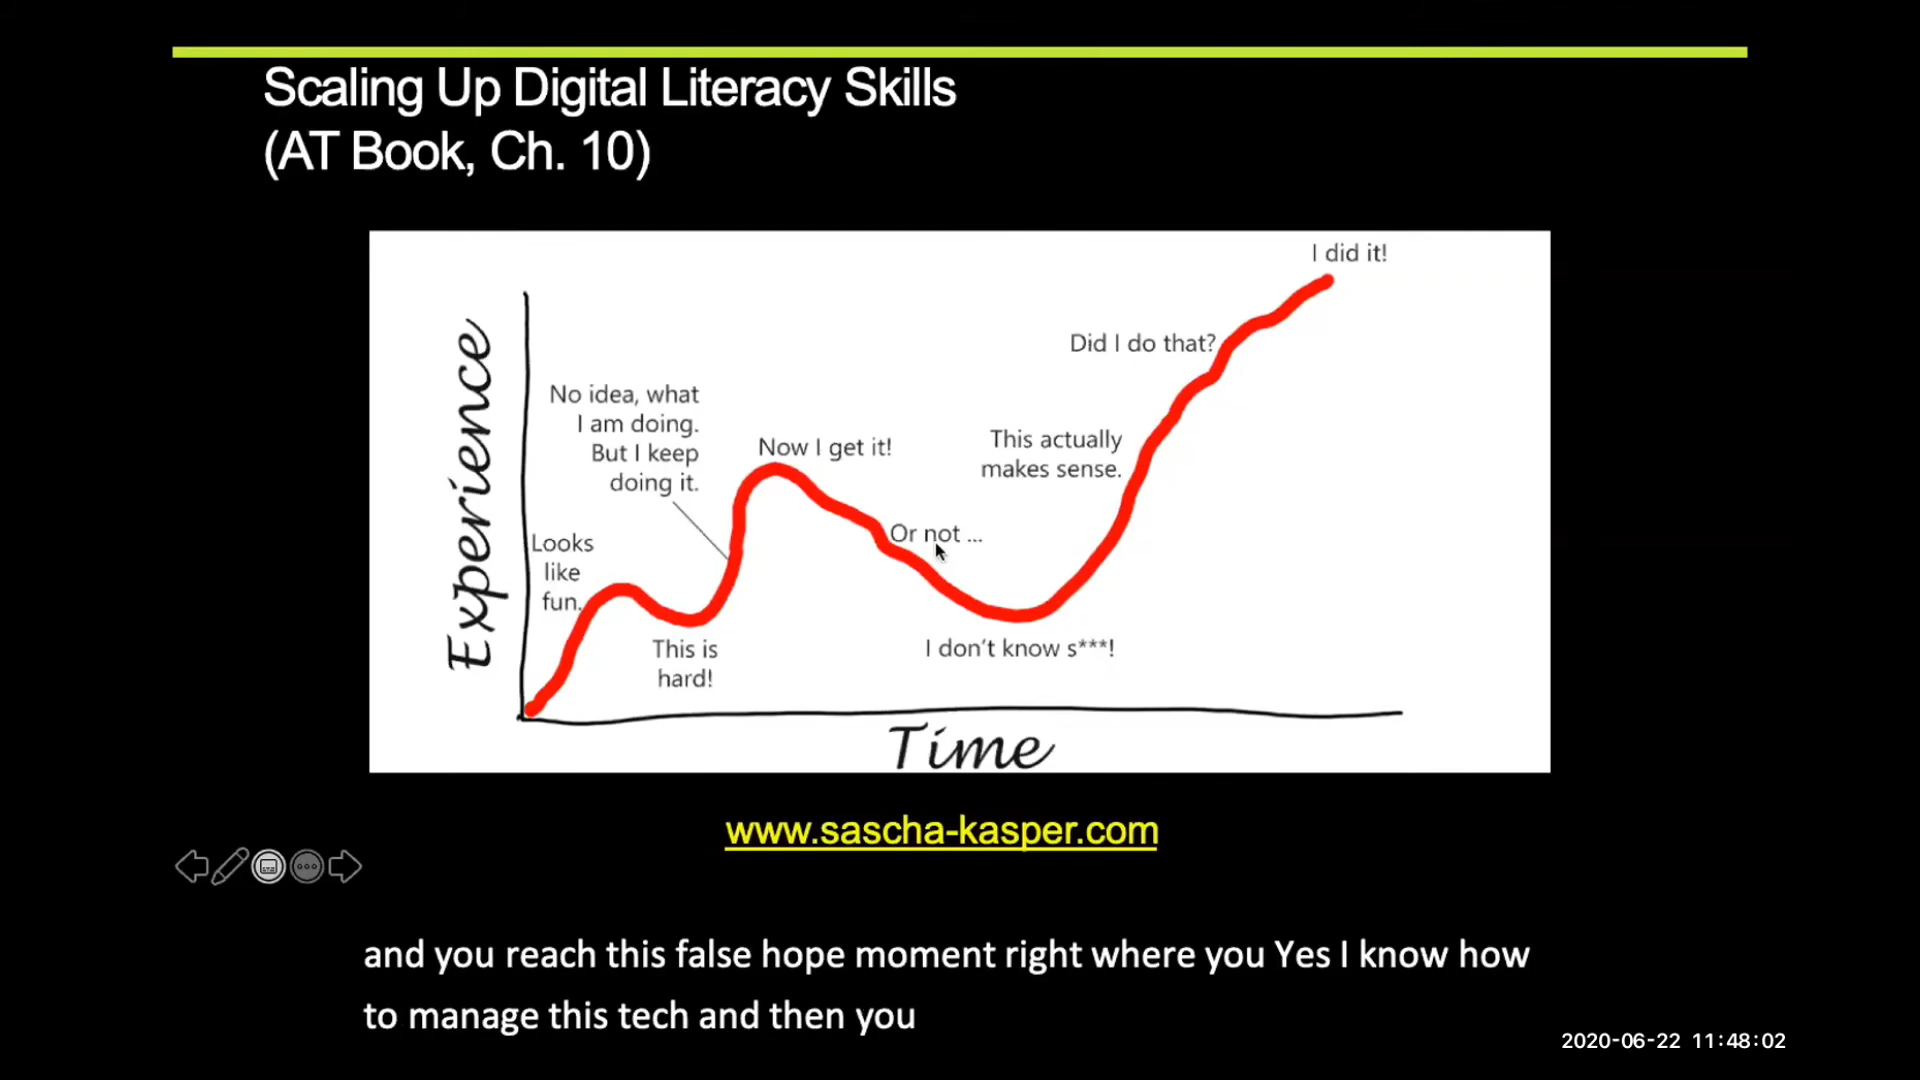 Scaling Up Digital Literacy Skills
(AT Book, Ch. 10)
I did it!
Did I do that?
No idea, what
I am doing.
But I keep
doing it.
Now I get it!
This actually
makes sense.
Or not ...
Looks
like
fun.
This is
hard!
I don't know s***!
Experience
Time
www.sascha-kasper.com
and you reach this false hope moment right where you Yes I know how
to manage this tech and then you
2020-06-22 11:48:02